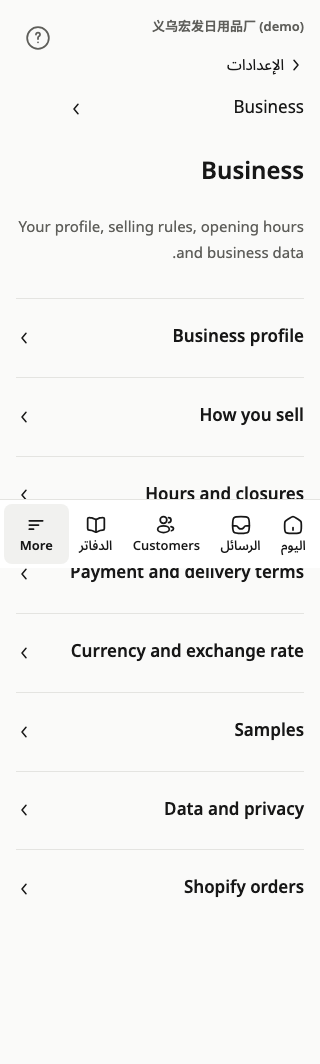 义乌宏发日用品厂 (demo)
الإعدادات
Business
Business
Your profile, selling rules, opening hours
and business data.
Business profile
How you sell
Hours and closures
اليوم
الرسائل
Customers
الدفاتر
More
Payment and delivery terms
Currency and exchange rate
Samples
Data and privacy
Shopify orders